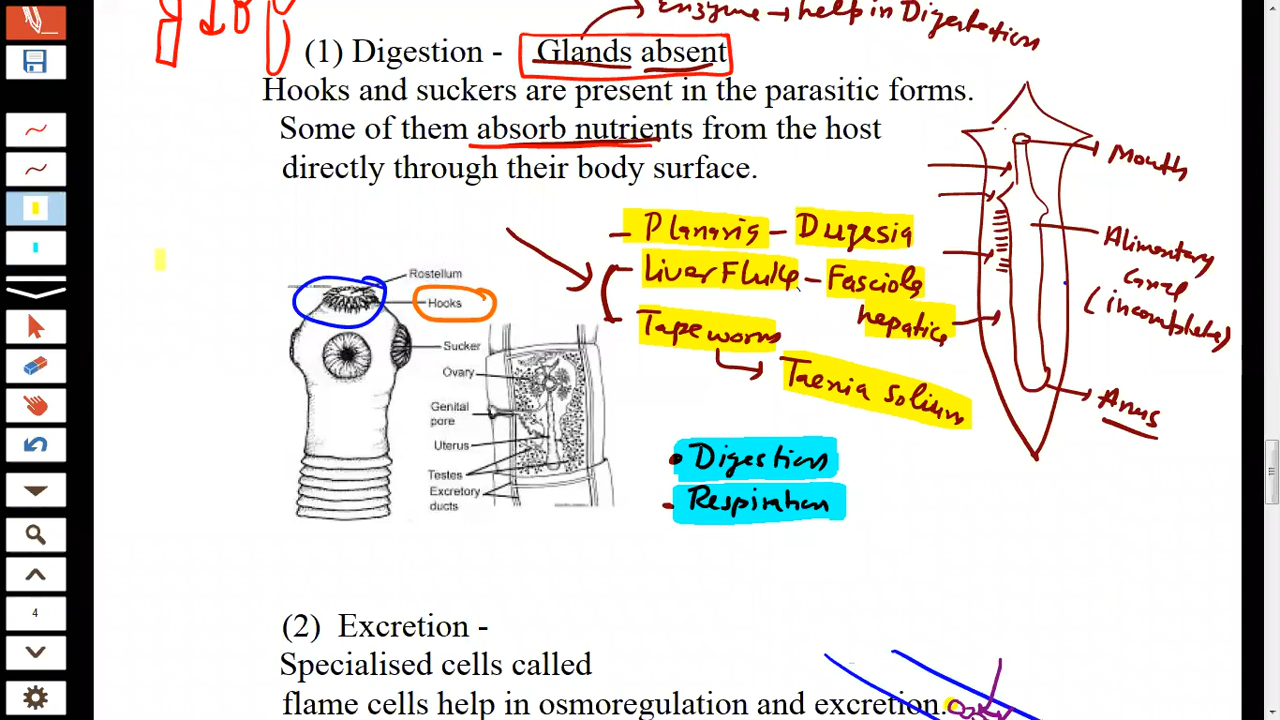 Enzyme → help in Digestion
(1) Digestion - Glands absent
Hooks and suckers are present in the parasitic forms.
Some of them absorb nutrients from the host
directly through their body surface.
Mouth
Planaria - Dugesia
Liver Fluke - Fasciola
hepatica
Tapeworms
Taenia solium
Alimentary
Canal
(incomplete)
Anus
Rostellum
Hooks
Sucker
Ovary
Genital
pore
Uterus
Testes
Excretory
ducts
• Digestion
• Respiration
(2) Excretion -
Specialised cells called
flame cells help in osmoregulation and excretion.
4